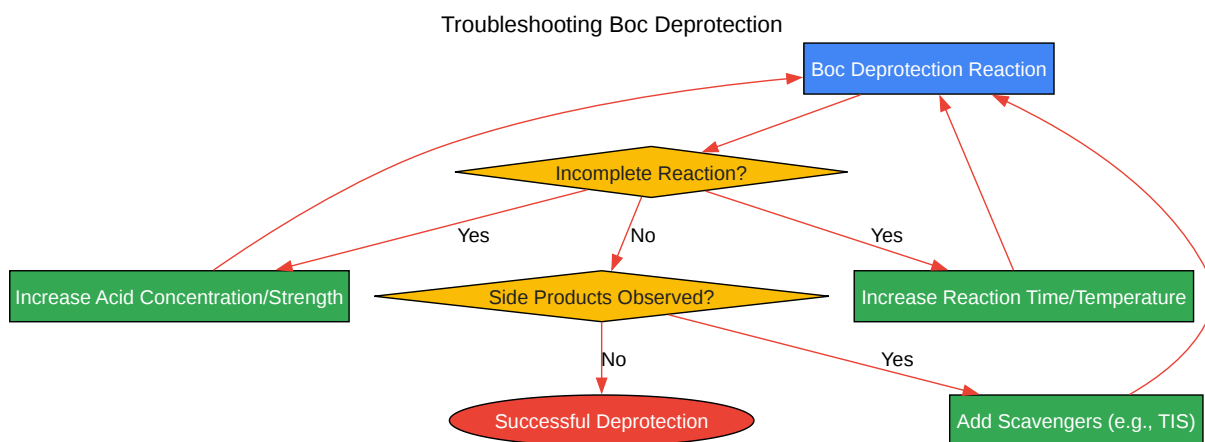 Troubleshooting Boc Deprotection
Boc Deprotection Reaction
Incomplete Reaction?
Yes
No
Yes
Increase Acid Concentration/Strength
Side Products Observed?
Increase Reaction Time/Temperature
No
Yes
Successful Deprotection
Add Scavengers (e.g., TIS)